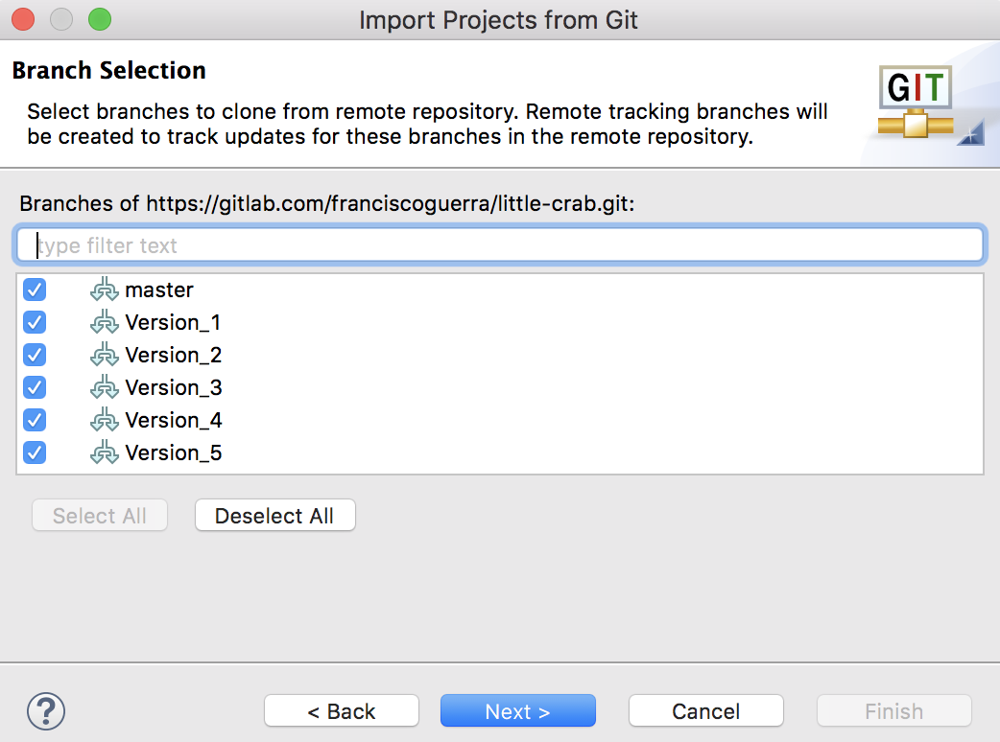 Import Projects from Git
Branch Selection
Select branches to clone from remote repository. Remote tracking branches will
be created to track updates for these branches in the remote repository.
GIT
Branches of https://gitlab.com/franciscoguerra/little-crab.git:
type filter text
master
Version_1
Version_2
Version_3
Version_4
Version_5
Select All
Deselect All
?
< Back
Next >
Cancel
Finish